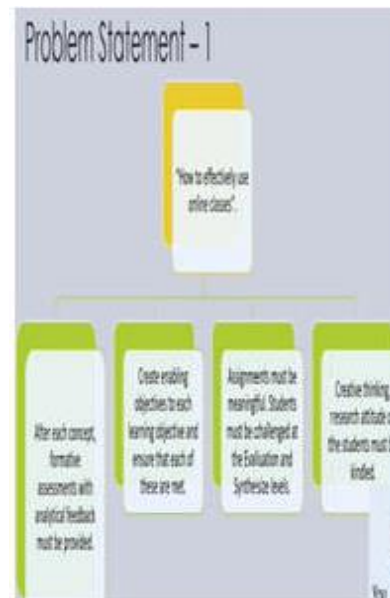 Problem Statement – 1
"How to effectively use
online classes".
After each concept,
formative
assessments with
analytical feedback
must be provided.
Create enabling
objectives to each
learning objective and
ensure that each of
these are met.
Assignments must be
meaningful. Students
must be challenged at
the Evaluation and
Synthesize levels.
Creative thinking,
research attitude
the students must
kindled.